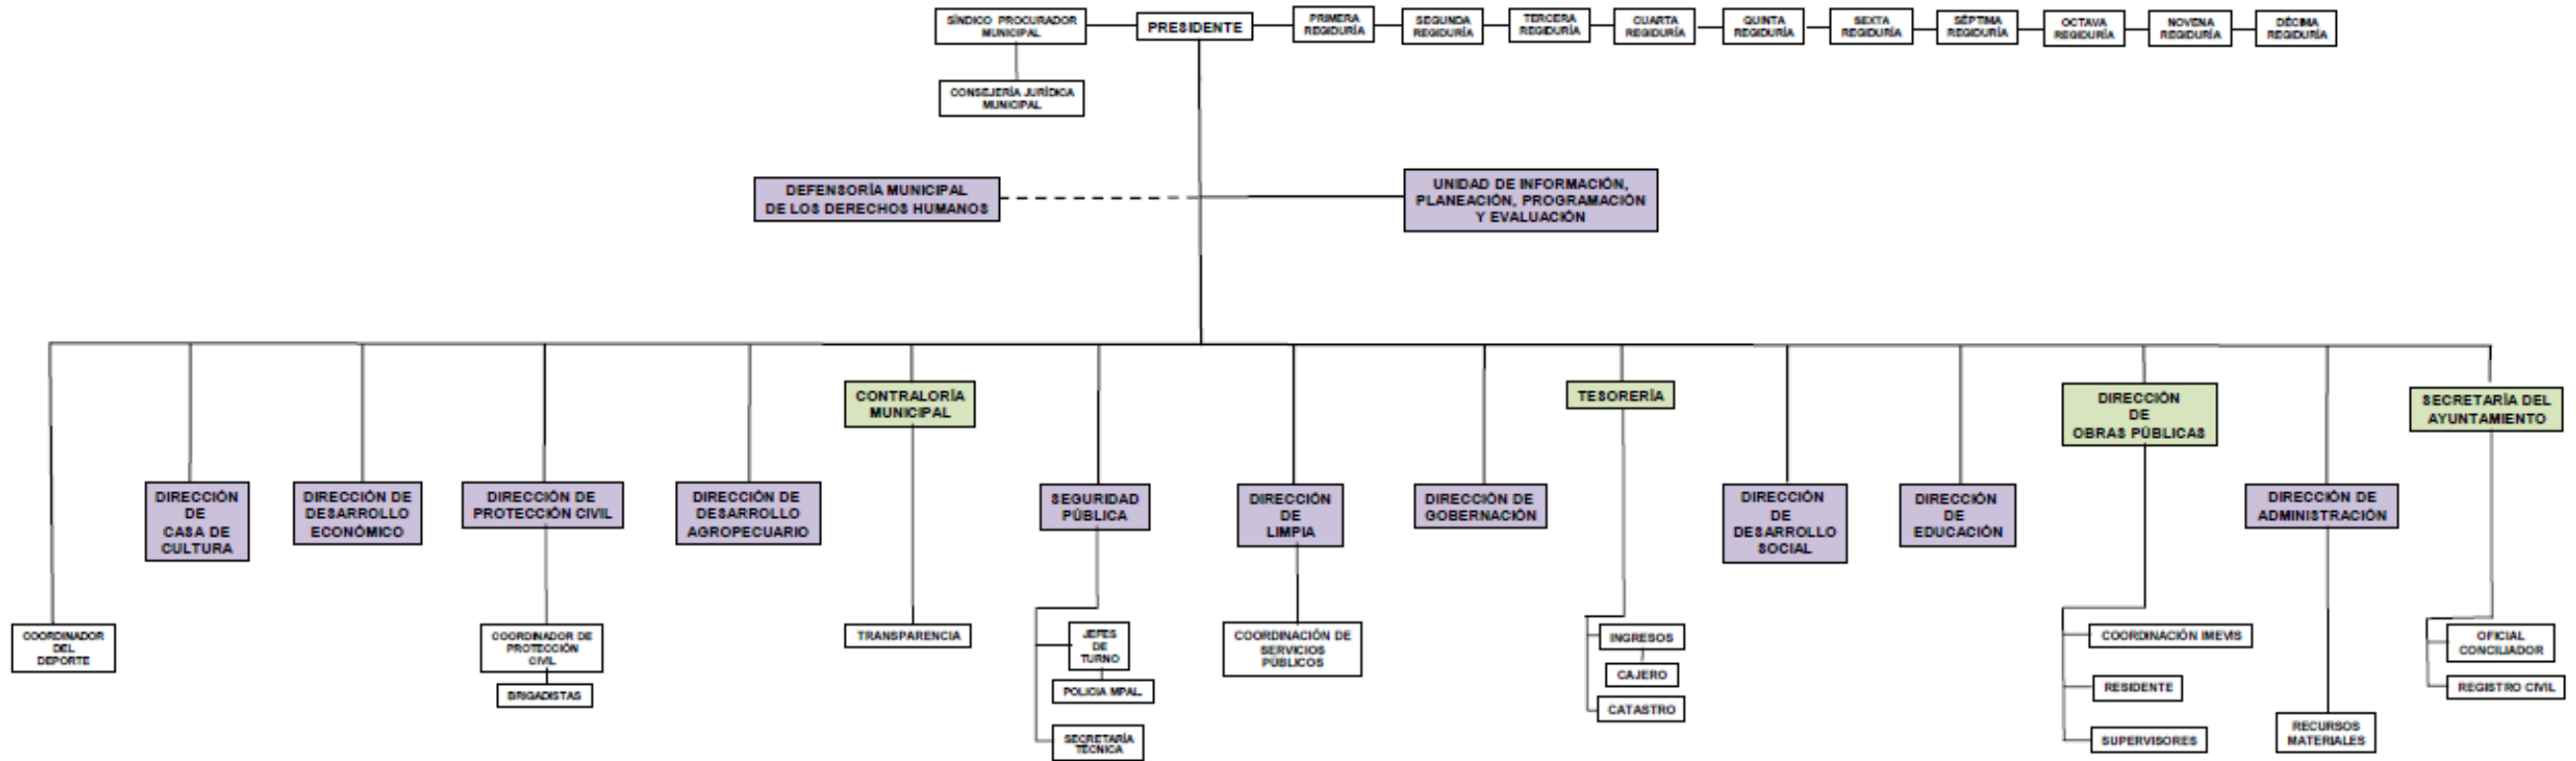 SÍNDICO PROCURADOR
MUNICIPAL
PRESIDENTE
PRIMERA
REGIDURÍA
SEGUNDA
REGIDURÍA
TERCERA
REGIDURÍA
CUARTA
REGIDURÍA
QUINTA
REGIDURÍA
SEXTA
REGIDURÍA
SÉPTIMA
REGIDURÍA
OCTAVA
REGIDURÍA
NOVENA
REGIDURÍA
DÉCIMA
REGIDURÍA
CONSEJERÍA JURÍDICA
MUNICIPAL
DEFENSORÍA MUNICIPAL
DE LOS DERECHOS HUMANOS
UNIDAD DE INFORMACIÓN,
PLANEACIÓN, PROGRAMACIÓN
Y EVALUACIÓN
CONTRALORÍA
MUNICIPAL
TESORERÍA
DIRECCIÓN
DE
OBRAS PÚBLICAS
SECRETARÍA DEL
AYUNTAMIENTO
DIRECCIÓN
DE
CASA DE
CULTURA
DIRECCIÓN DE
DESARROLLO
ECONÓMICO
DIRECCIÓN DE
PROTECCIÓN CIVIL
DIRECCIÓN DE
DESARROLLO
AGROPECUARIO
SEGURIDAD
PÚBLICA
DIRECCIÓN
DE
LIMPIA
DIRECCIÓN DE
GOBERNACIÓN
DIRECCIÓN
DE
DESARROLLO
SOCIAL
DIRECCIÓN
DE
EDUCACIÓN
DIRECCIÓN DE
ADMINISTRACIÓN
COORDINADOR
DEL
DEPORTE
COORDINADOR DE
PROTECCIÓN
CIVIL
BRIGADISTAS
TRANSPARENCIA
JEFES
DE
TURNO
POLICIA MPAL.
SECRETARÍA
TÉCNICA
COORDINACIÓN DE
SERVICIOS
PÚBLICOS
INGRESOS
CAJERO
CATASTRO
COORDINACIÓN IMEVIS
RESIDENTE
SUPERVISORES
RECURSOS
MATERIALES
OFICIAL
CONCILIADOR
REGISTRO CIVIL